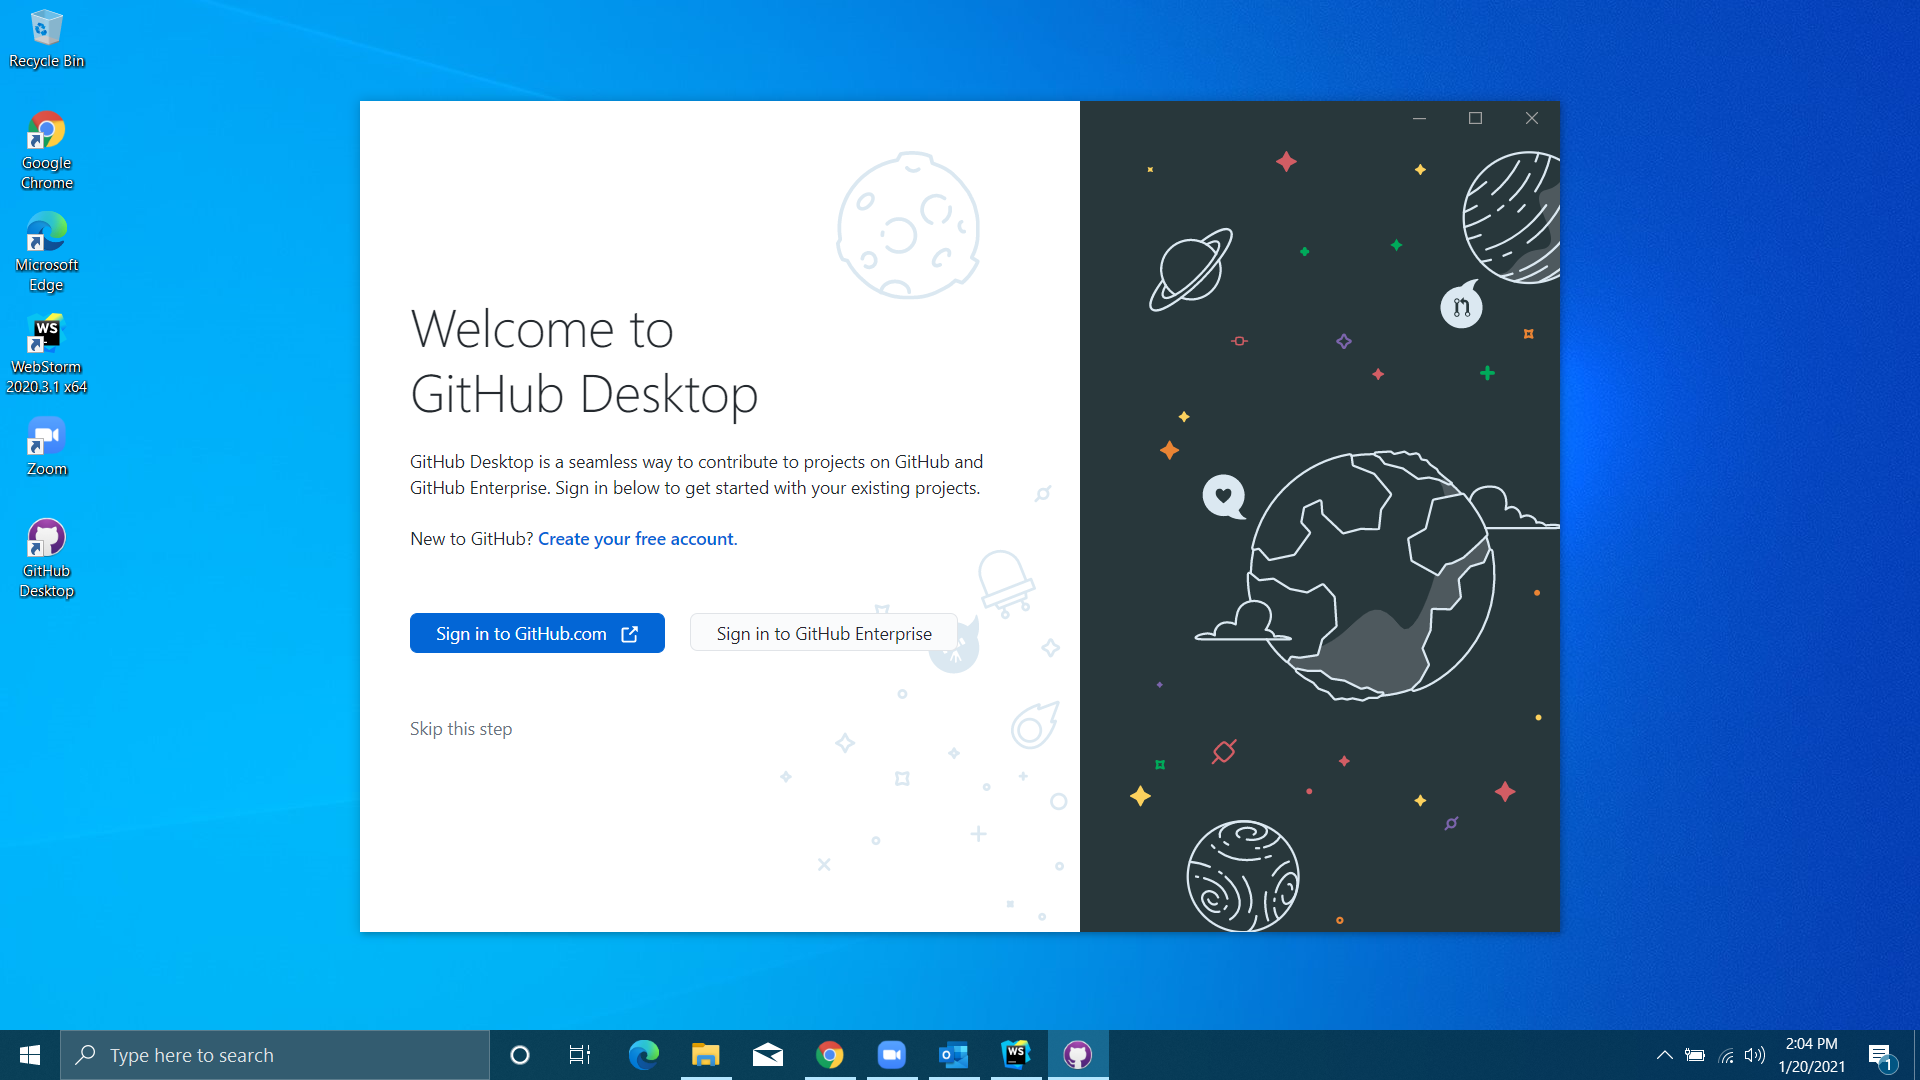 Recycle Bin
Google
Chrome
Microsoft
Edge
WS
WebStorm
2020.3.1 x64
Zoom
GitHub
Desktop
Welcome to
GitHub Desktop
GitHub Desktop is a seamless way to contribute to projects on GitHub and
GitHub Enterprise. Sign in below to get started with your existing projects.
New to GitHub? Create your free account.
Sign in to GitHub.com
Sign in to GitHub Enterprise
Skip this step
Type here to search
WS
2:04 PM
1/20/2021
1